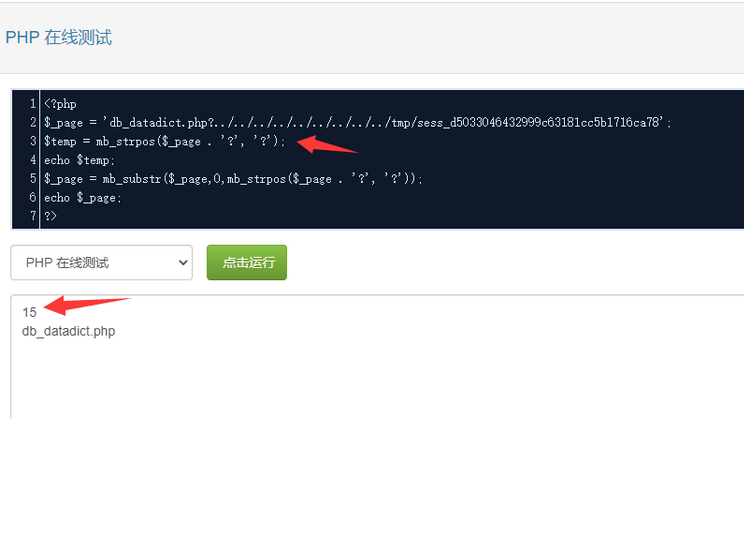 PHP 在线测试
1 <?php
2 $_page = 'db_datadict.php?../../../../../../../../../tmp/sess_d5033046432999c63181cc5b1716ca78';
3 $temp = mb_strpos($_page . '?', '?');
4 echo $temp;
5 $_page = mb_substr($_page,0,mb_strpos($_page . '?', '?'));
6 echo $_page;
7 ?>
PHP 在线测试 点击运行
15
db_datadict.php